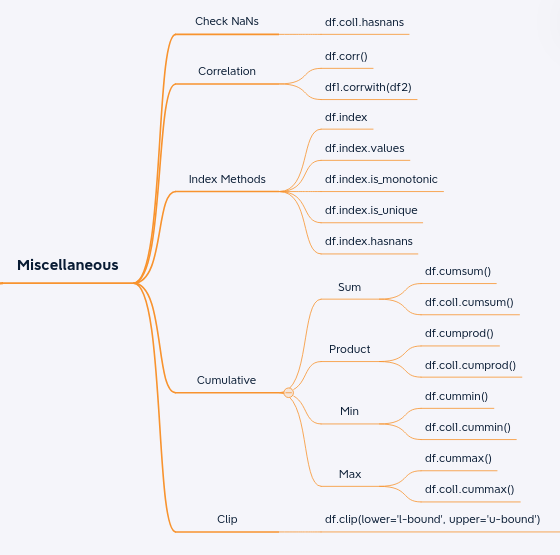 Miscellaneous
Check NaNs
df.col1.hasnans
Correlation
df.corr()
df1.corrwith(df2)
Index Methods
df.index
df.index.values
df.index.is_monotonic
df.index.is_unique
df.index.hasnans
Cumulative
Sum
df.cumsum()
df.col1.cumsum()
Product
df.cumprod()
df.col1.cumprod()
Min
df.cummin()
df.col1.cummin()
Max
df.cummax()
df.col1.cummax()
Clip
df.clip(lower='l-bound', upper='u-bound')